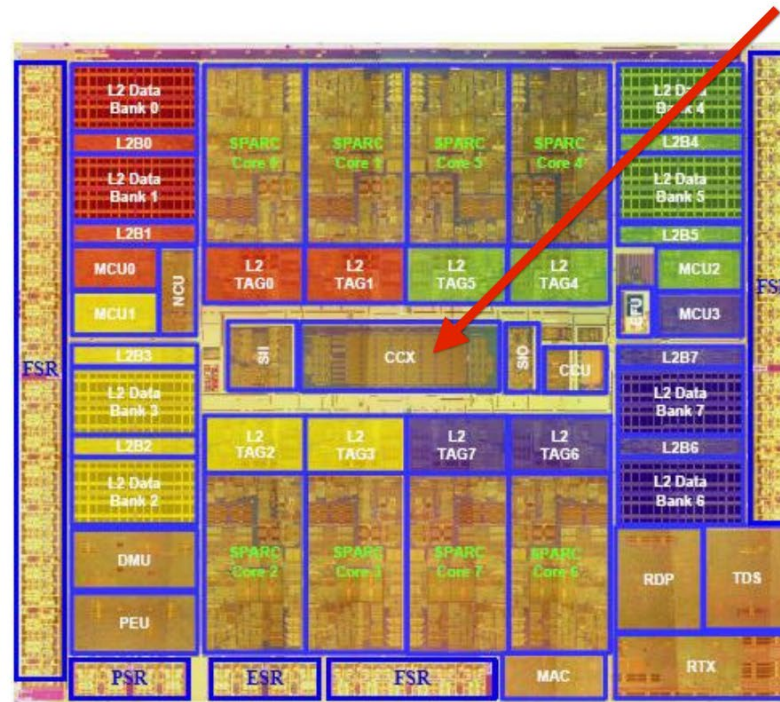 L2 Data
Bank 0
L2B0
L2 Data
Bank 1
L2B1
MCU0
MCU1
NCU
SPARC
Core 0
SPARC
Core 1
SPARC
Core 5
SPARC
Core 4
L2 Data
Bank 4
L2B4
L2 Data
Bank 5
L2B5
MCU2
MCU3
EFU
L2
TAG0
L2
TAG1
L2
TAG5
L2
TAG4
FSR
SII
CCX
SIO
CCU
L2B3
L2 Data
Bank 3
L2B2
L2 Data
Bank 2
L2
TAG2
L2
TAG3
L2
TAG7
L2
TAG6
L2B7
L2 Data
Bank 7
L2B6
L2 Data
Bank 6
DMU
PEU
SPARC
Core 2
SPARC
Core 3
SPARC
Core 7
SPARC
Core 6
RDP
TDS
RTX
PSR
ESR
FSR
MAC